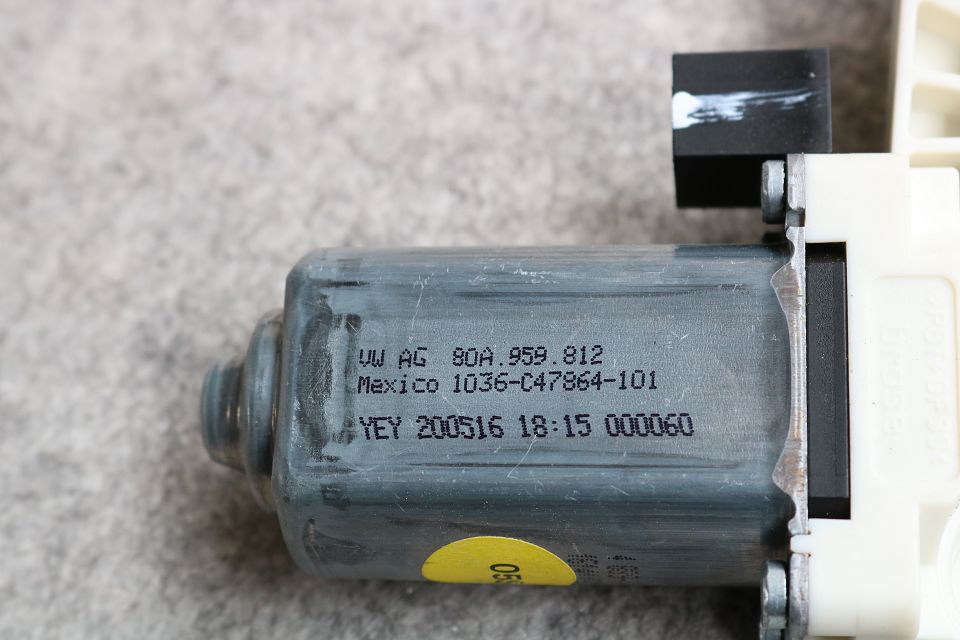 VW AG 80A.959.812
Mexico 1036-C47864-101
YEY 200516 18:15 000060